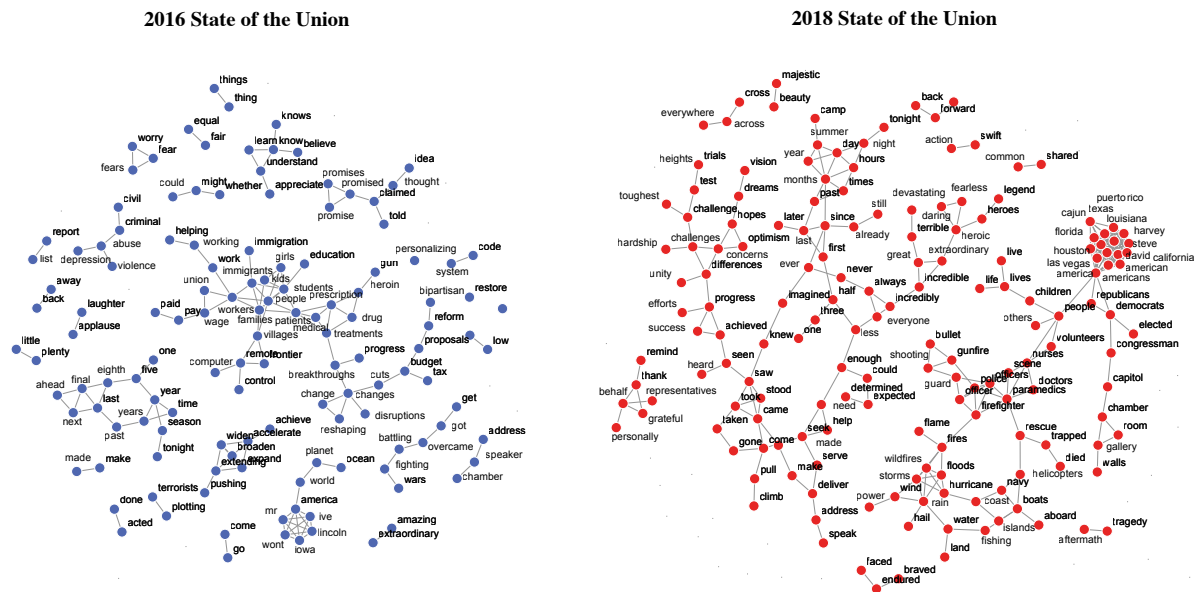 2016 State of the Union
things
thing
equal
fair
knows
learn
know
believe
understand
worry
fear
fears
could
might
whether
appreciate
promises
promised
promise
claimed
told
idea
thought
civil
criminal
abuse
depression
violence
report
list
helping
working
work
immigration
girls
education
immigrants
kids
students
union
people
prescription
workers
wage
families
patients
medical
drug
treatments
villages
paid
pay
gun
heroin
personalizing
code
system
bipartisan
restore
reform
proposals
low
away
back
laughter
applause
little
plenty
computer
remote
frontier
control
progress
breakthroughs
cuts
budget
tax
change
changes
disruptions
reshaping
one
five
eighth
final
ahead
last
next
past
years
year
time
season
tonight
achieve
accelerate
widen
broaden
expand
extending
pushing
get
got
overcame
battling
fighting
wars
address
speaker
chamber
made
make
planet
ocean
world
america
mr
ive
lincoln
wont
iowa
terrorists
plotting
done
acted
come
go
amazing
extraordinary
2018 State of the Union
majestic
beauty
cross
across
everywhere
camp
summer
year
day
night
tonight
hours
months
times
past
back
forward
action
swift
common
shared
heights
trials
test
toughest
challenge
challenges
hardship
vision
dreams
hopes
optimism
concerns
differences
unity
later
last
since
still
already
first
ever
never
half
always
incredibly
everyone
less
imagined
three
one
knew
devastating
fearless
daring
terrible
heroic
heroes
legend
extraordinary
great
incredible
puerto rico
cajun
texas
louisiana
florida
harvey
houston
steve
david
california
las vegas
american
america
americans
live
life
lives
children
others
people
republicans
democrats
elected
congressman
volunteers
efforts
progress
success
achieved
heard
seen
saw
stood
took
came
taken
gone
come
pull
climb
enough
could
determined
expected
need
help
seek
made
serve
make
deliver
address
speak
remind
thank
behalf
representatives
grateful
personally
bullet
shooting
gunfire
guard
police
officers
officer
scene
nurses
doctors
paramedics
firefighter
capitol
chamber
room
gallery
walls
rescue
trapped
died
helicopters
flame
fires
wildfires
floods
storms
wind
hurricane
power
rain
hail
navy
coast
boats
islands
aboard
water
fishing
land
tragedy
aftermath
faced
braved
endured